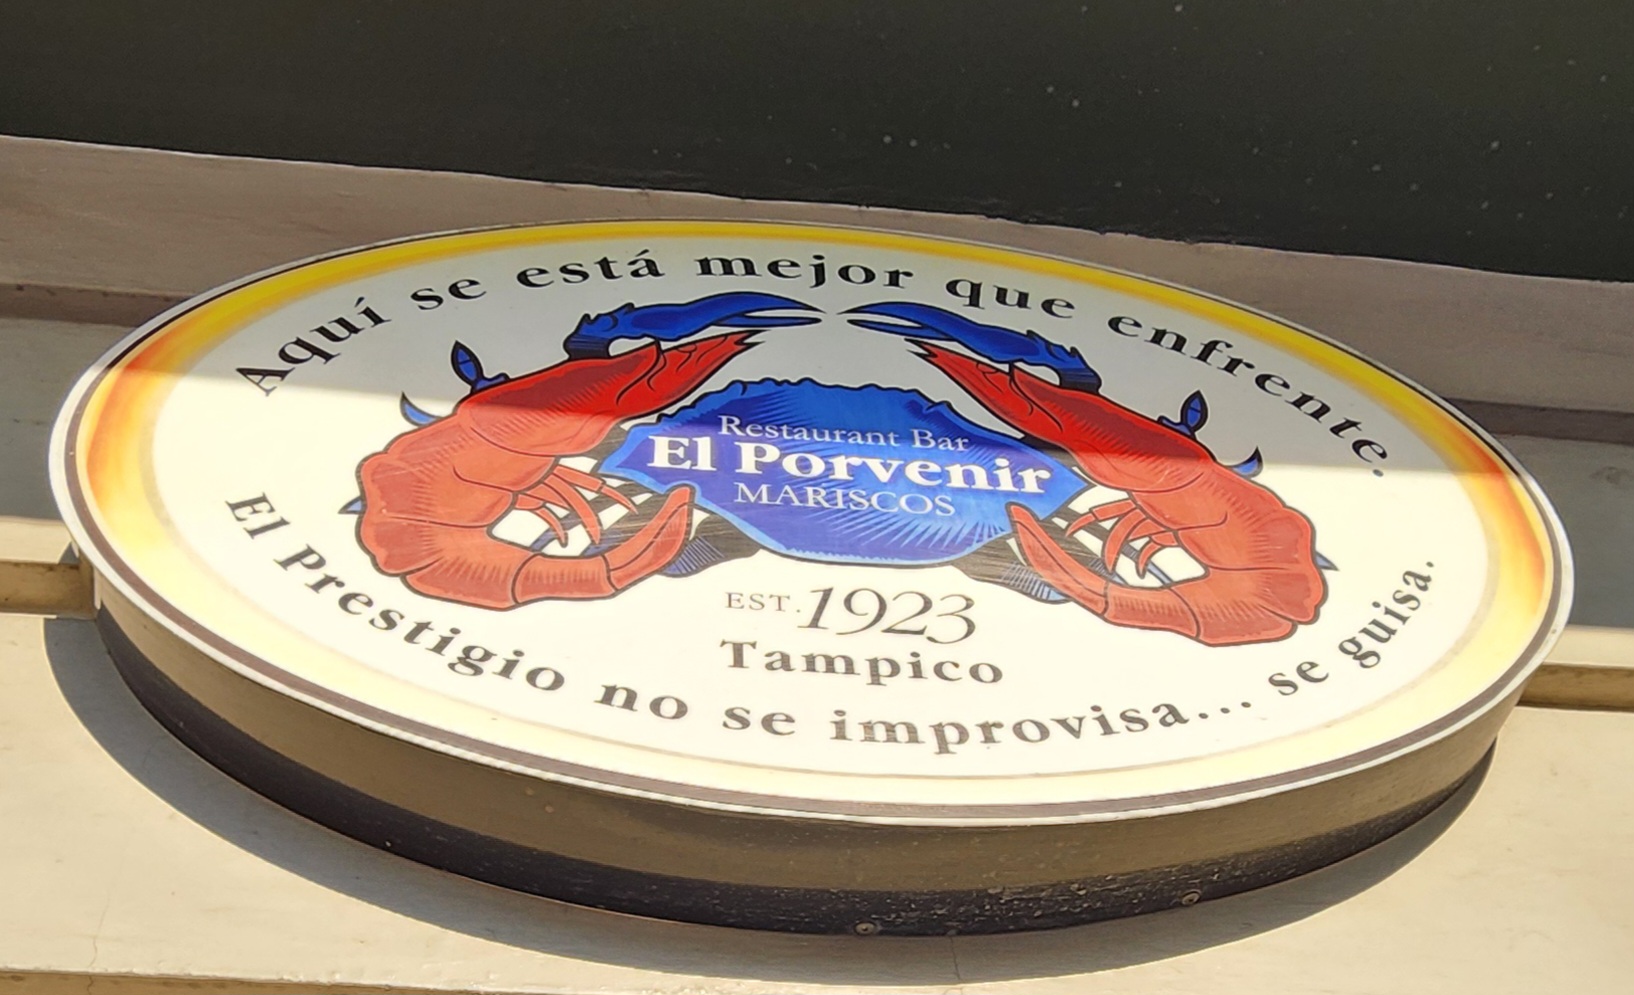 Aquí se está mejor que enfrente.
Restaurant Bar
El Porvenir
MARISCOS
EST. 1923
Tampico
El Prestigio no se improvisa... se guisa.